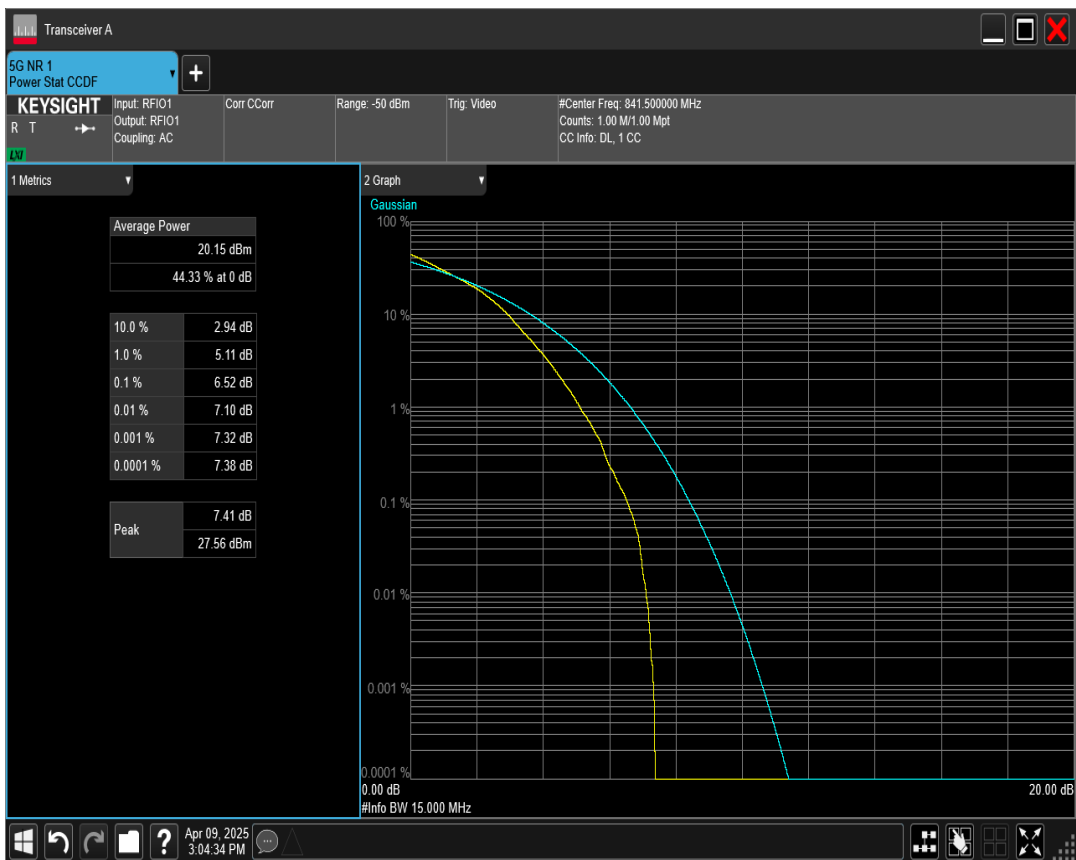 Transceiver A
5G NR 1
Power Stat CCDF
+
KEYSIGHT
R T
LXI
Input: RFIO1
Output: RFIO1
Coupling: AC
Corr CCorr
Range: -50 dBm
Trig: Video
#Center Freq: 841.500000 MHz
Counts: 1.00 M/1.00 Mpt
CC Info: DL, 1 CC
1 Metrics
Average Power
20.15 dBm
44.33 % at 0 dB
10.0 % 2.94 dB
1.0 % 5.11 dB
0.1 % 6.52 dB
0.01 % 7.10 dB
0.001 % 7.32 dB
0.0001 % 7.38 dB
Peak
7.41 dB
27.56 dBm
2 Graph
Gaussian
100 %
10 %
1 %
0.1 %
0.01 %
0.001 %
0.0001 %
0.00 dB 20.00 dB
#Info BW 15.000 MHz
?
Apr 09, 2025
3:04:34 PM